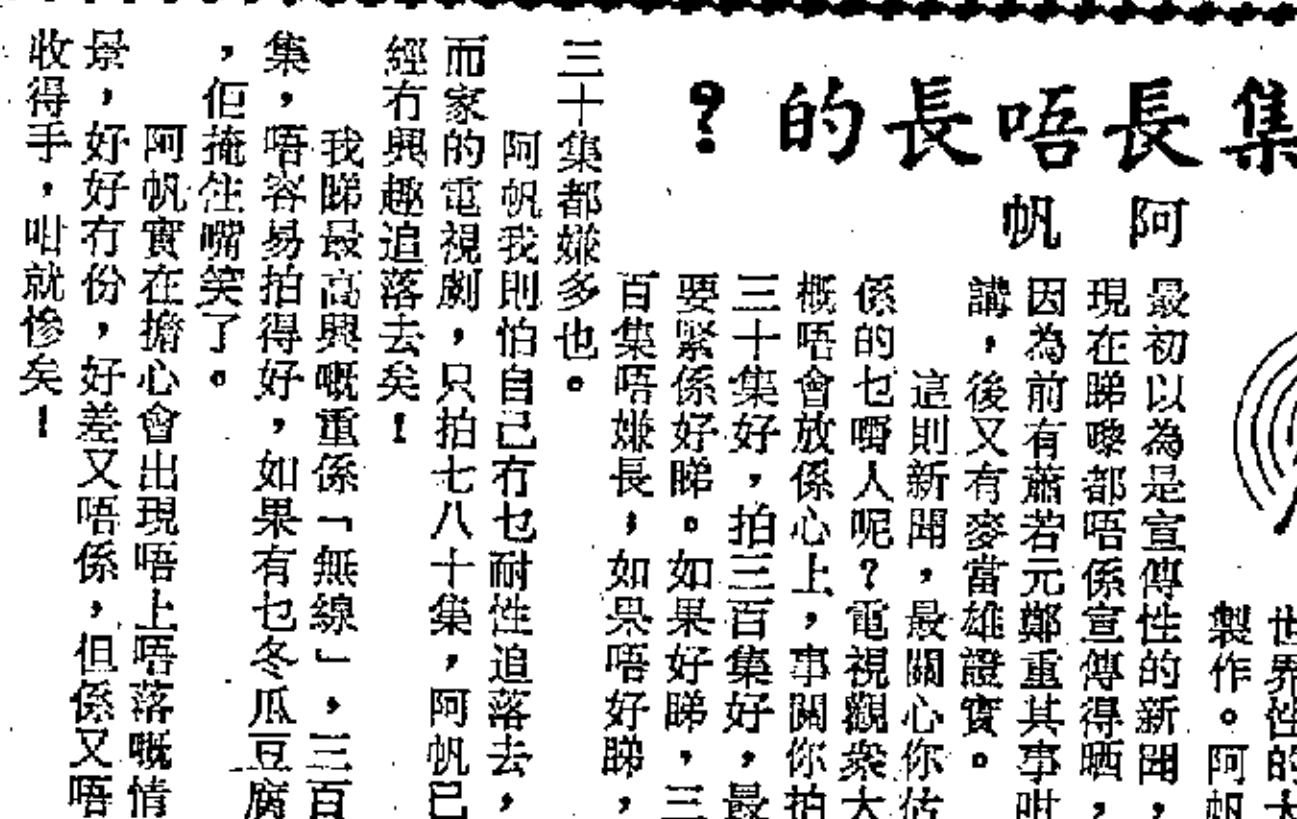 集長唔長的？
阿帆
世界性的大
製作。阿帆
最初以為是宣傳性的新聞，
現在睇嚟都唔係宣傳得晒，
因為前有蕭若元鄭重其事咁
講，後又有麥當雄證實。
這則新聞，最關心你估
係的乜嘢人呢？電視觀衆大
概唔會放係心上，事關你拍
三十集好，拍三百集好，最
要緊係好睇。如果好睇，三
百集唔嫌長，如果唔好睇，
三十集都嫌多也。
阿帆我則怕自己冇乜耐性追落去，
而家的電視劇，只拍七八十集，阿帆已
經冇興趣追落去矣！
我睇最高興嘅重係「無線」，三百
集，唔容易拍得好，如果有乜冬瓜豆腐
，佢掩住嘴笑了。
阿帆實在擔心會出現唔上唔落嘅情
景，好好冇份，好差又唔係，但係又唔
收得手，咁就慘矣！